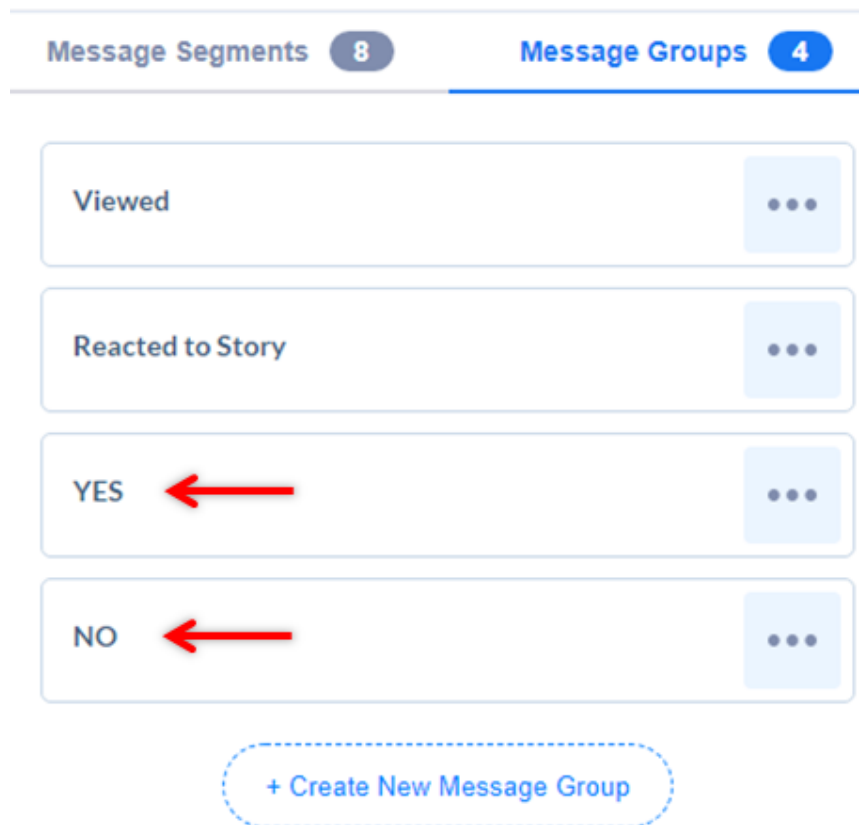 Message Segments 8 Message Groups 4
Viewed
Reacted to Story
YES
NO
+ Create New Message Group